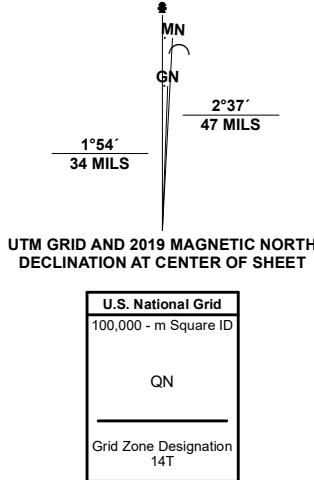 MN
GN
2°37´
47 MILS
1°54´
34 MILS
UTM GRID AND 2019 MAGNETIC NORTH
DECLINATION AT CENTER OF SHEET
U.S. National Grid
100,000 - m Square ID
QN
Grid Zone Designation
14T